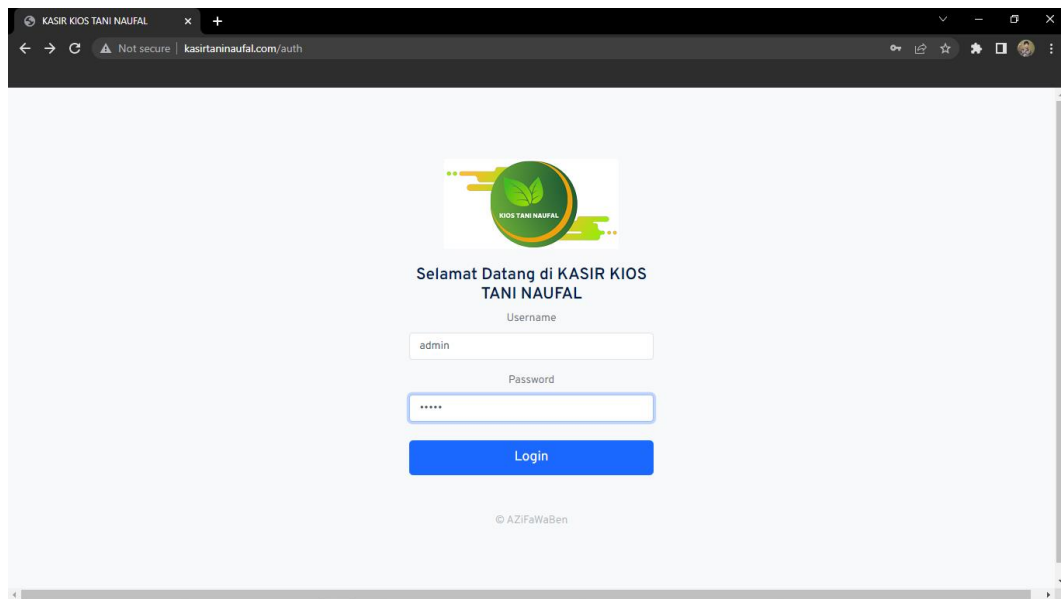 KASIR KIOS TANI NAUFAL
Not secure | kasirtaninaufal.com/auth
KIOS TANI NAUFAL
Selamat Datang di KASIR KIOS
TANI NAUFAL
Username
admin
Password
•••••
Login
© AZiFaWaBen